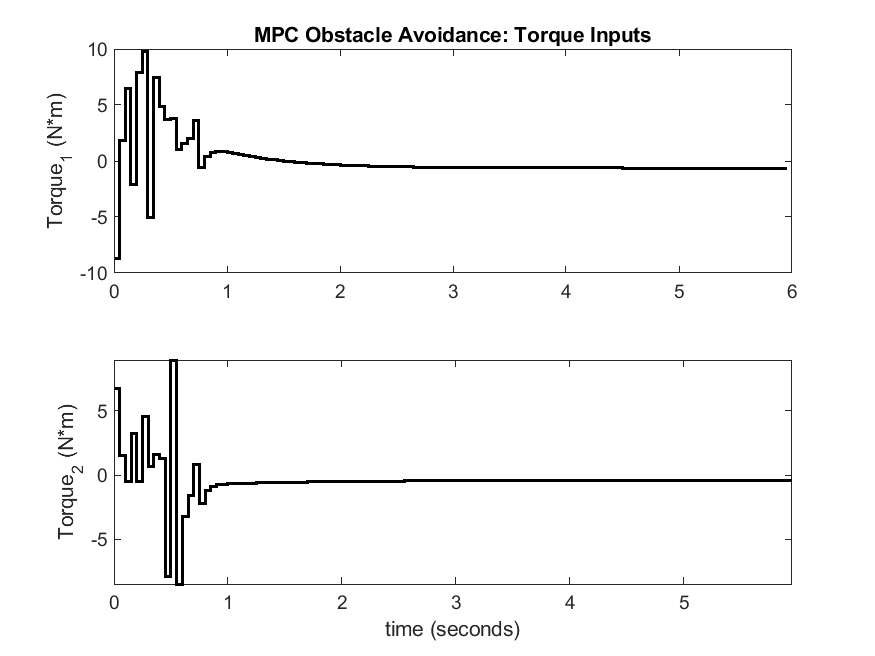 MPC Obstacle Avoidance: Torque Inputs
10
5
0
-5
-10
Torque1 (N*m)
0 1 2 3 4 5 6
5
0
-5
Torque2 (N*m)
0 1 2 3 4 5
time (seconds)